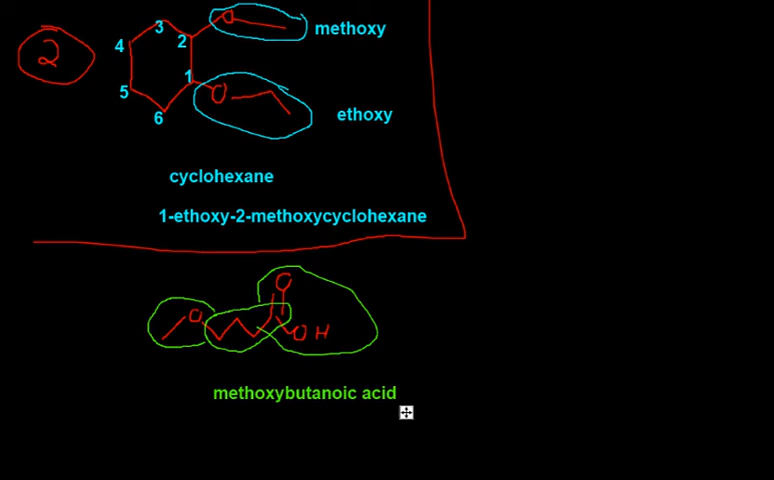 2
3
O
methoxy
4
2
1
5
O
6
ethoxy
cyclohexane
1-ethoxy-2-methoxycyclohexane
O
O
OH
methoxybutanoic acid